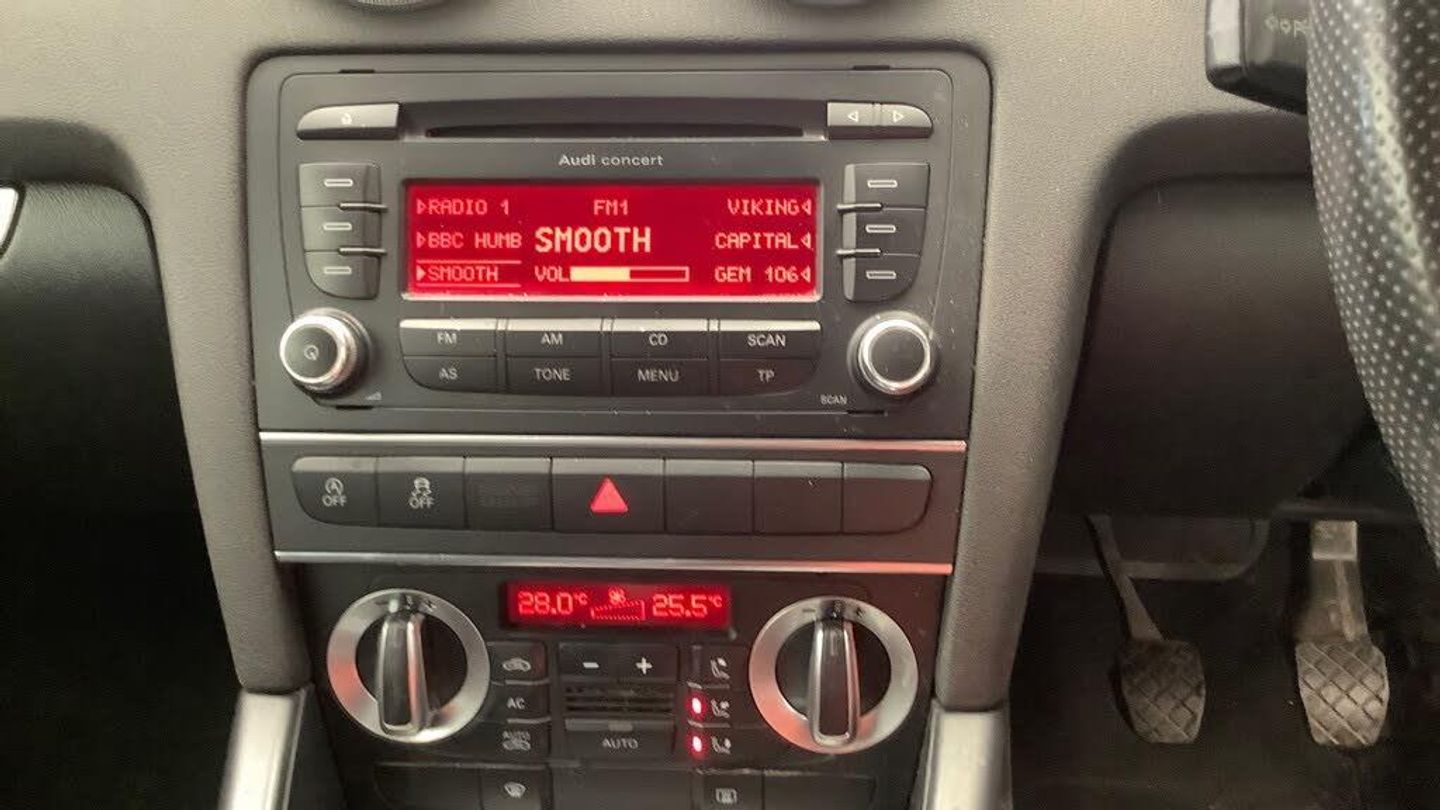 Audi concert
RADIO 1 FM1 VIKING
BBC HUMB SMOOTH CAPITAL
SMOOTH VOL GEM 106
FM AM CD SCAN
AS TONE MENU TP
SCAN
OFF OFF
28.0°C 25.5°C
- +
AC
AUTO AUTO